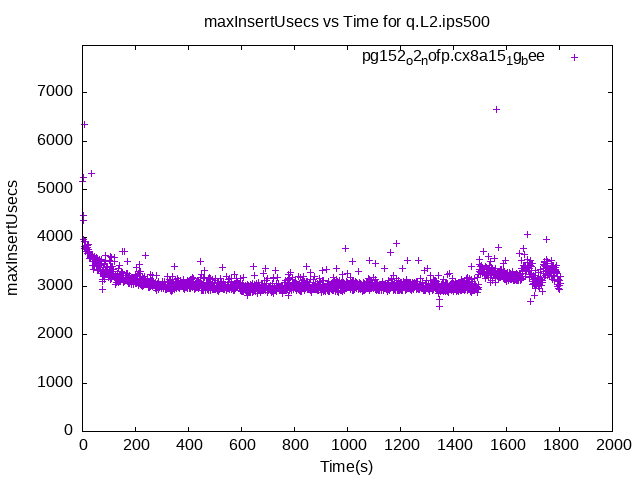 maxInsertUsecs vs Time for q.L2.ips500
pg152_o2_nofp.cx8a15_1g_bee
7000
6000
5000
4000
3000
2000
1000
0
maxInsertUsecs
0 200 400 600 800 1000 1200 1400 1600 1800 2000
Time(s)